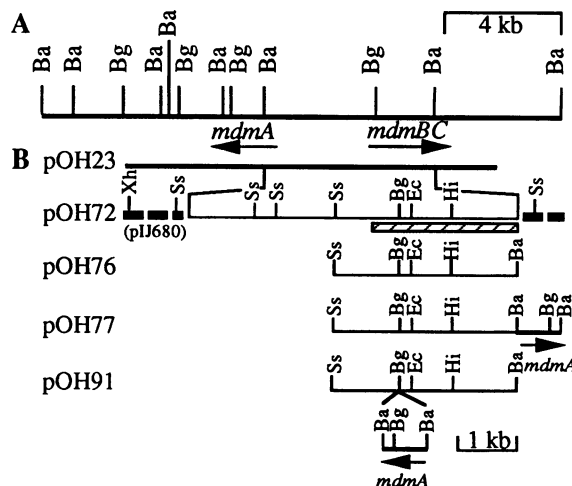 A
Ba Ba Bg Ba Ba Bg Ba Bg Ba Bg Ba Ba
4 kb
mdmA mdmBC
B
pOH23
Xh Ss Ss Ss Ss Bg Ec Hi Ss
pOH72
(pIJ680)
Ss Bg Ec Hi Ba
pOH76
Ss Bg Ec Hi Ba Bg Ba
pOH77
mdmA
Ss Bg Ec Hi Ba
pOH91
Ba Bg Ba
1 kb
mdmA